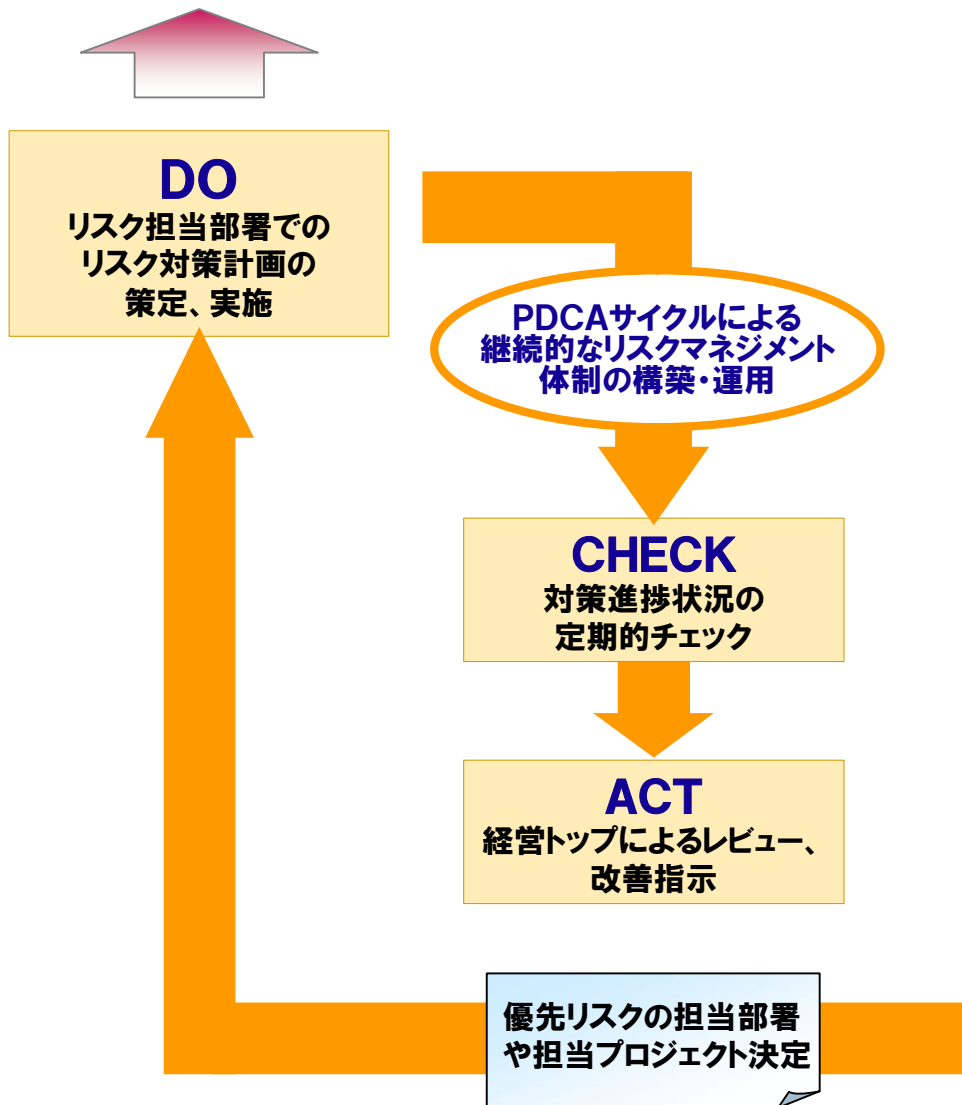 DO
リスク担当部署での
リスク対策計画の
策定、実施
PDCAサイクルによる
継続的なリスクマネジメント
体制の構築・運用
CHECK
対策進捗状況の
定期的チェック
ACT
経営トップによるレビュー、
改善指示
優先リスクの担当部署
や担当プロジェクト決定